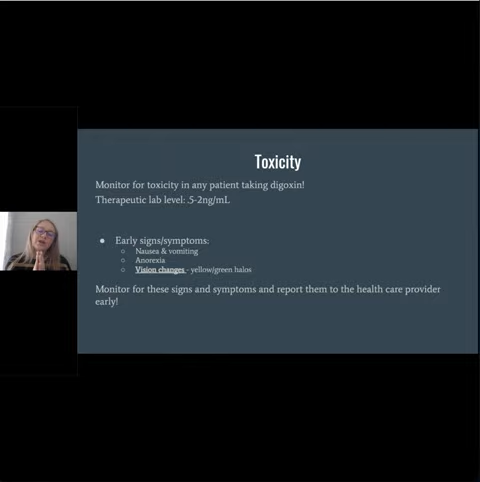 Toxicity
Monitor for toxicity in any patient taking digoxin!
Therapeutic lab level: .5-2ng/mL
● Early signs/symptoms:
○ Nausea & vomiting
○ Anorexia
○ Vision changes - yellow/green halos
Monitor for these signs and symptoms and report them to the health care provider
early!